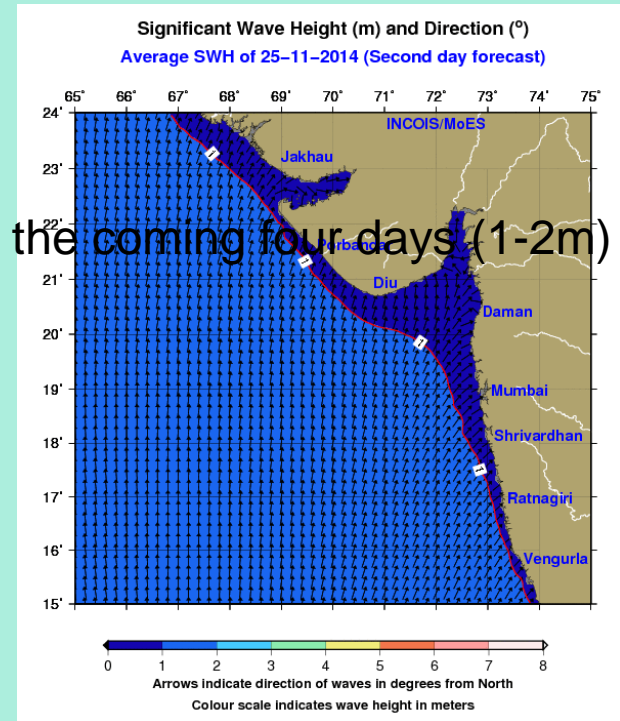 Significant Wave Height (m) and Direction (°)
Average SWH of 25−11−2014 (Second day forecast)
65˚ 66˚ 67˚ 68˚ 69˚ 70˚ 71˚ 72˚ 73˚ 74˚ 75˚
24˚
INCOIS/MoES
Jakhau
23˚
1
22˚
the coming four days (1-2m)
Porbandar
1
21˚
Diu
Daman
20˚
1
19˚
Mumbai
18˚
Shrivardhan
1
17˚
Ratnagiri
16˚
Vengurla
15˚
0 1 2 3 4 5 6 7 8
Arrows indicate direction of waves in degrees from North
Colour scale indicates wave height in meters